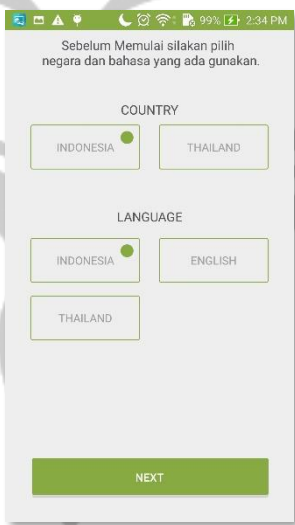 99% 2:34 PM
Sebelum Memulai silakan pilih
negara dan bahasa yang ada gunakan.
COUNTRY
INDONESIA THAILAND
LANGUAGE
INDONESIA ENGLISH
THAILAND
NEXT